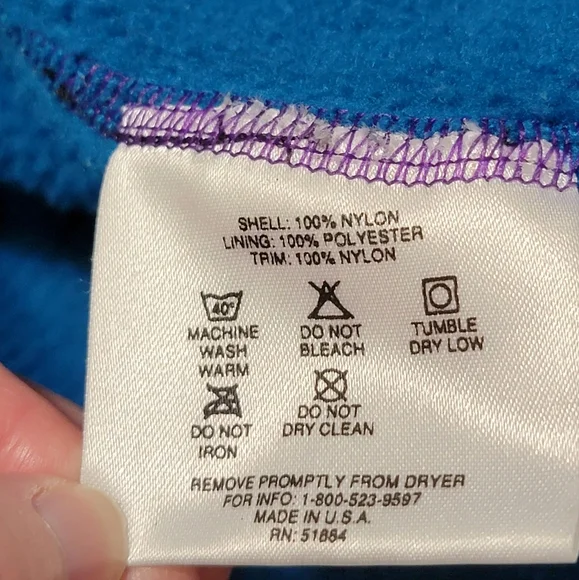 SHELL: 100% NYLON
LINING: 100% POLYESTER
TRIM: 100% NYLON
40°
MACHINE WASH WARM
DO NOT BLEACH
TUMBLE DRY LOW
DO NOT IRON
DO NOT DRY CLEAN
REMOVE PROMPTLY FROM DRYER
FOR INFO: 1-800-523-9597
MADE IN U.S.A.
RN: 51884